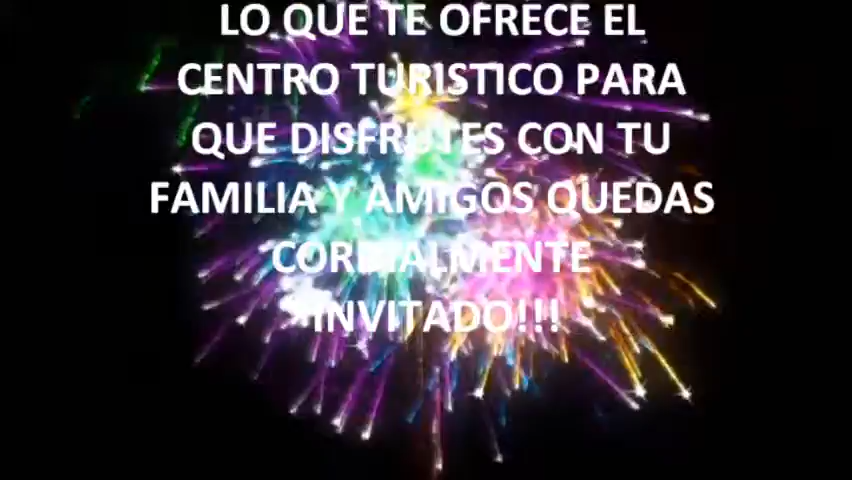 LO QUE TE OFRECE EL
CENTRO TURISTICO PARA
QUE DISFRUTES CON TU
FAMILIA Y AMIGOS QUEDAS
CORDIALMENTE
INVITADO!!!